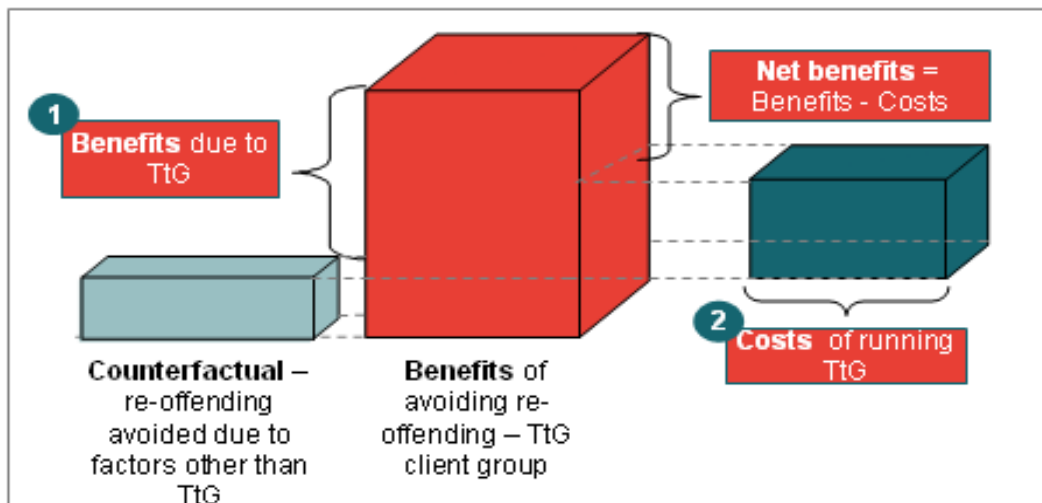 1
Benefits due to
TtG
Net benefits =
Benefits - Costs
2
Costs of running
TtG
Counterfactual –
re-offending
avoided due to
factors other than
TtG
Benefits of
avoiding re-
offending – TtG
client group